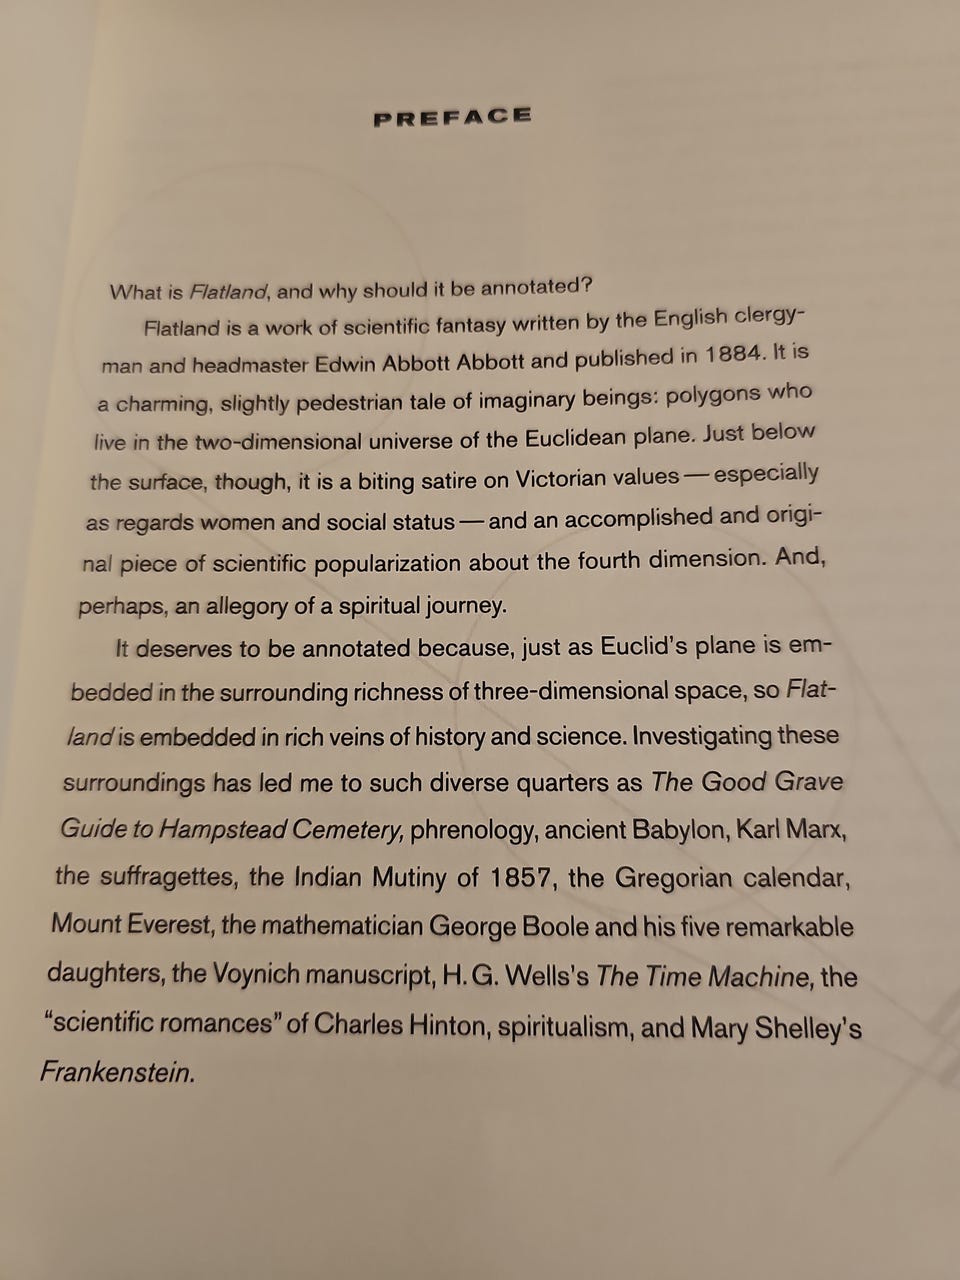 PREFACE
What is Flatland, and why should it be annotated?
Flatland is a work of scientific fantasy written by the English clergy-
man and headmaster Edwin Abbott Abbott and published in 1884. It is
a charming, slightly pedestrian tale of imaginary beings: polygons who
live in the two-dimensional universe of the Euclidean plane. Just below
the surface, though, it is a biting satire on Victorian values — especially
as regards women and social status — and an accomplished and origi-
nal piece of scientific popularization about the fourth dimension. And,
perhaps, an allegory of a spiritual journey.
It deserves to be annotated because, just as Euclid's plane is em-
bedded in the surrounding richness of three-dimensional space, so Flat-
land is embedded in rich veins of history and science. Investigating these
surroundings has led me to such diverse quarters as The Good Grave
Guide to Hampstead Cemetery, phrenology, ancient Babylon, Karl Marx,
the suffragettes, the Indian Mutiny of 1857, the Gregorian calendar,
Mount Everest, the mathematician George Boole and his five remarkable
daughters, the Voynich manuscript, H. G. Wells's The Time Machine, the
“scientific romances” of Charles Hinton, spiritualism, and Mary Shelley's
Frankenstein.